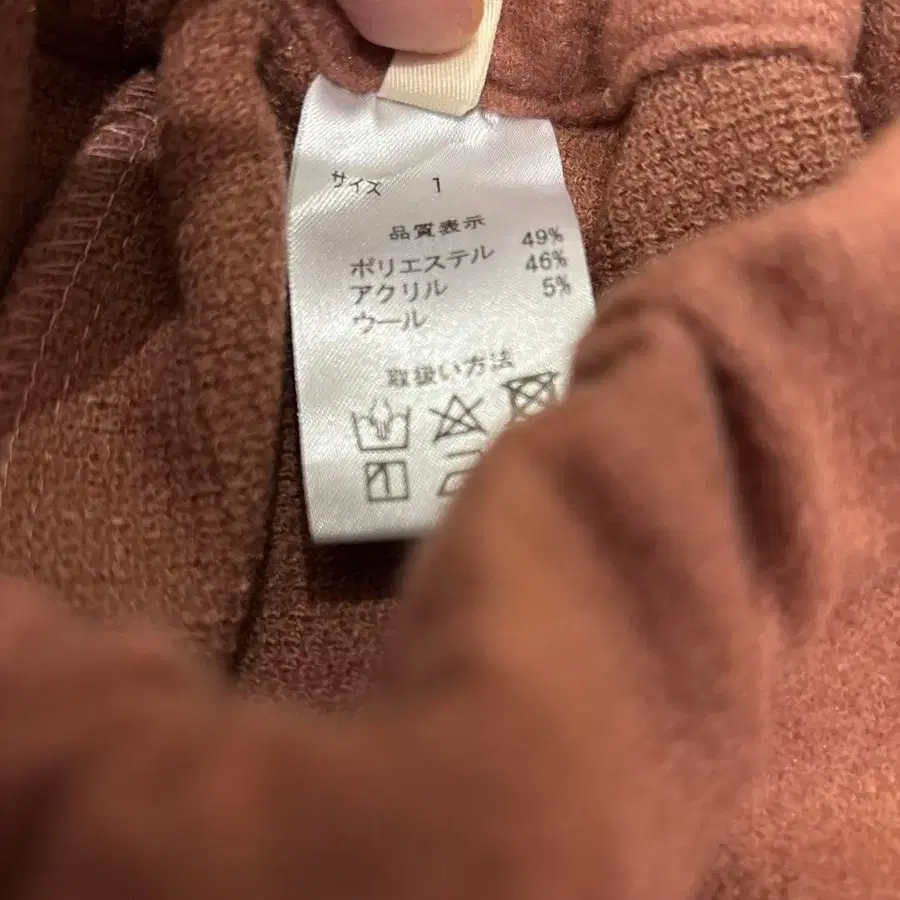 サイズ 1
品質表示
ポリエステル 49%
アクリル 46%
ウール 5%
取扱い方法